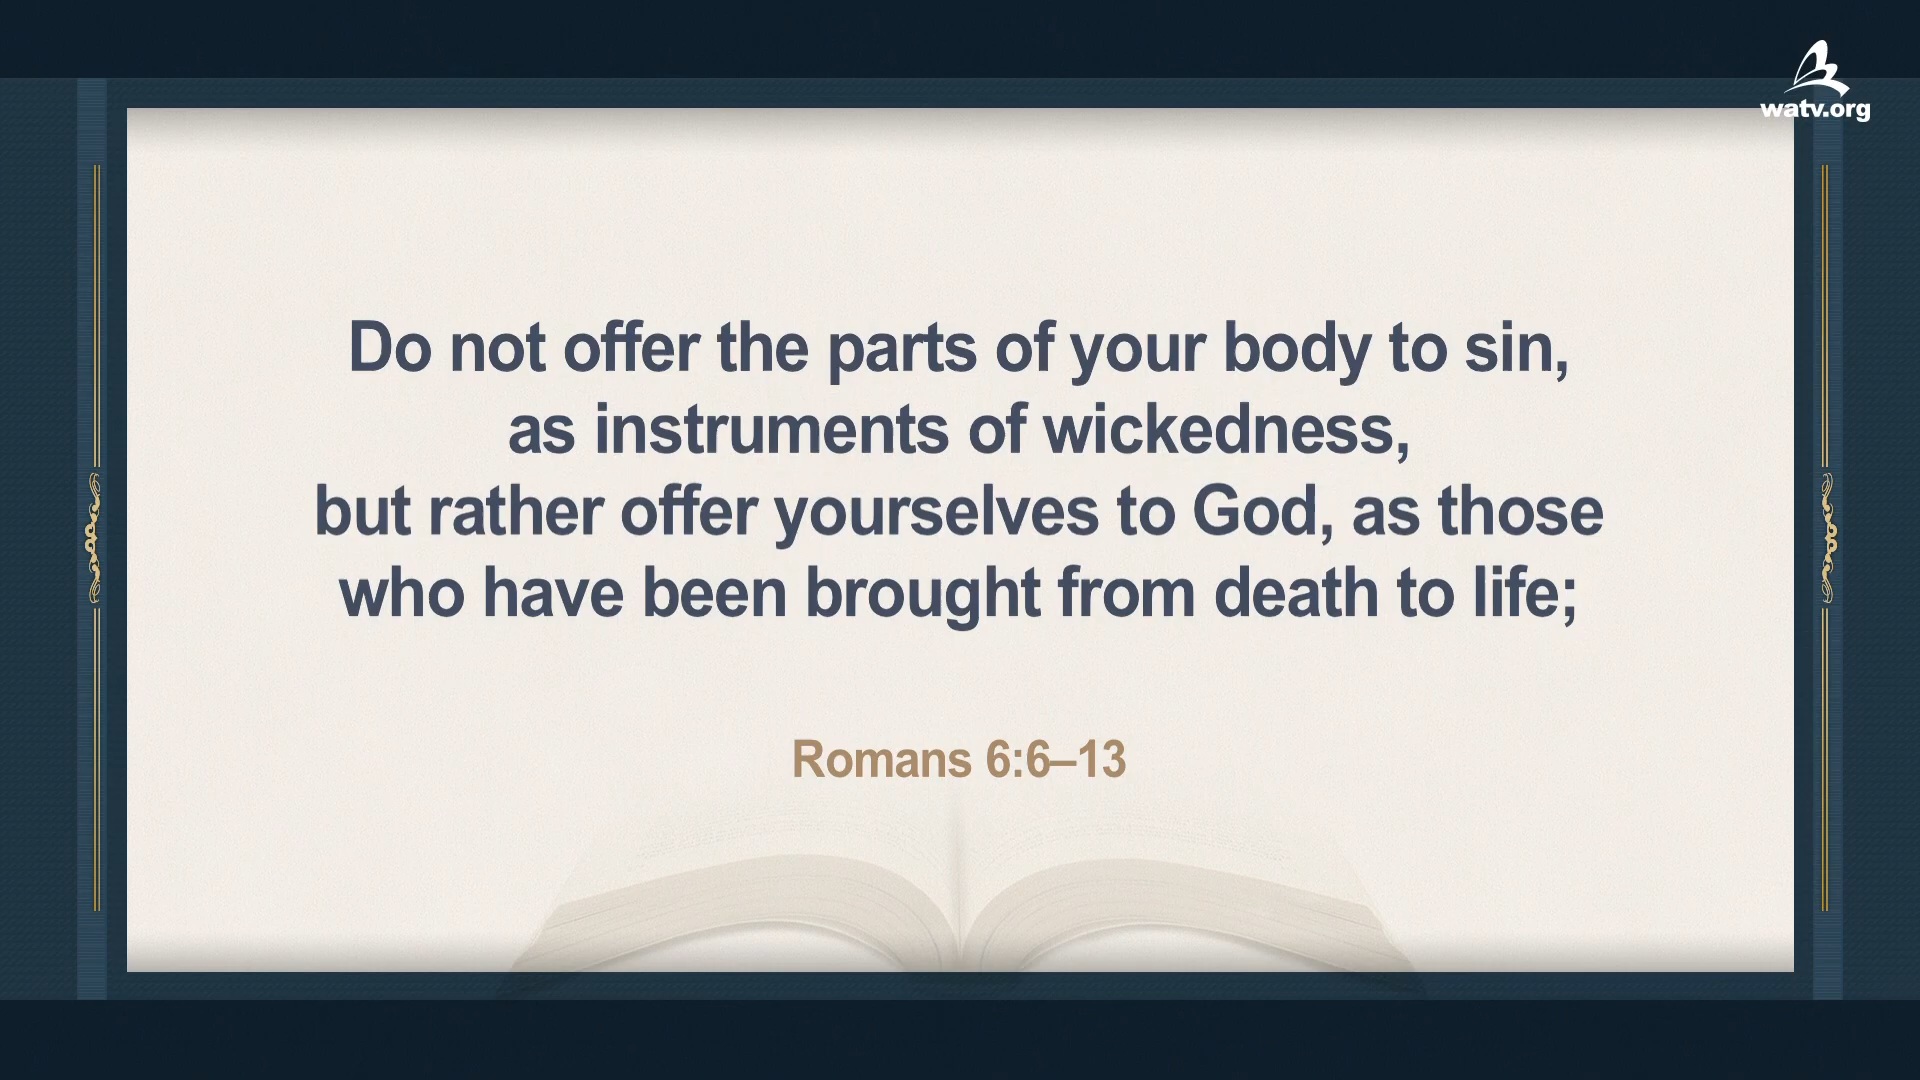 watv.org
Do not offer the parts of your body to sin,
as instruments of wickedness,
but rather offer yourselves to God, as those
who have been brought from death to life;
Romans 6:6–13